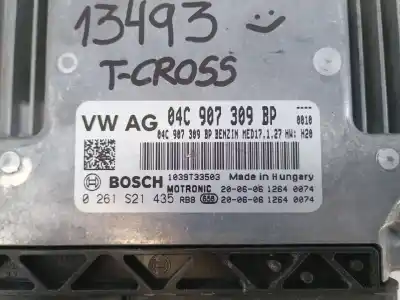 13493
T-CROSS
VW AG 04C 907 309 BP 0010
04C 907 309 BP BENZIN MED17.1.27 HW: H20
1039T33503 Made in Hungary
BOSCH MOTRONIC 20-06-06 1264 0074
0 261 S21 435 RBB 20-06-06 1264 0074